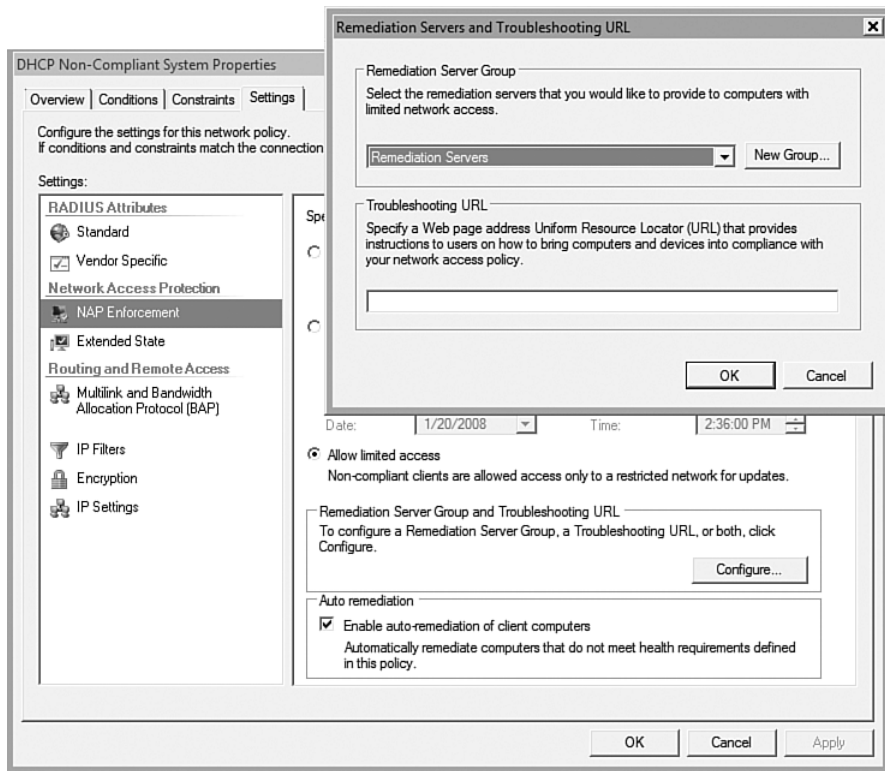 Remediation Servers and Troubleshooting URL
Remediation Server Group
Select the remediation servers that you would like to provide to computers with
limited network access.
Remediation Servers
New Group...
Troubleshooting URL
Specify a Web page address Uniform Resource Locator (URL) that provides
instructions to users on how to bring computers and devices into compliance with
your network access policy.
OK
Cancel
DHCP Non-Compliant System Properties
Overview
Conditions
Constraints
Settings
Configure the settings for this network policy.
If conditions and constraints match the connection
Settings:
RADIUS Attributes
Standard
Vendor Specific
Network Access Protection
NAP Enforcement
Extended State
Routing and Remote Access
Multilink and Bandwidth
Allocation Protocol (BAP)
IP Filters
Encryption
IP Settings
Date:
1/20/2008
Time:
2:36:00 PM
Allow limited access
Non-compliant clients are allowed access only to a restricted network for updates.
Remediation Server Group and Troubleshooting URL
To configure a Remediation Server Group, a Troubleshooting URL, or both, click
Configure.
Configure...
Auto remediation
Enable auto-remediation of client computers
Automatically remediate computers that do not meet health requirements defined
in this policy.
OK
Cancel
Apply